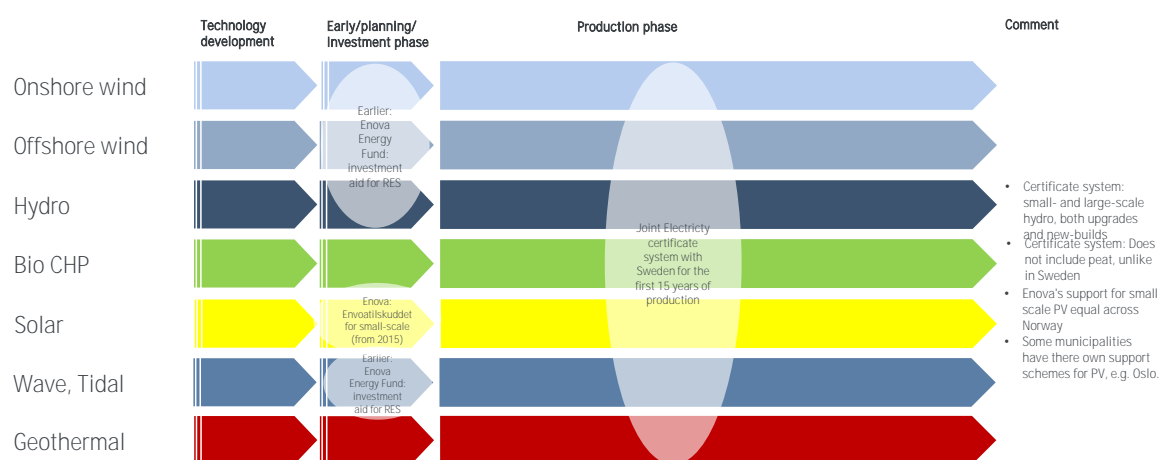 Technology
development
Early/planning/
Investment phase
Production phase
Comment
Onshore wind
Offshore wind
Hydro
Bio CHP
Solar
Wave, Tidal
Geothermal
Earlier:
Enova
Energy
Fund:
investment
aid for RES
Enova:
Envoatilskuddet
for small-scale
(from 2015)
Earlier:
Enova
Energy Fund:
investment
aid for RES
Joint Electricty
certificate
system with
Sweden for the
first 15 years of
production
• Certificate system:
small- and large-scale
hydro, both upgrades
and new-builds
• Certificate system: Does
not include peat, unlike
in Sweden
• Enova's support for small
scale PV equal across
Norway
• Some municipalities
have there own support
schemes for PV, e.g. Oslo.